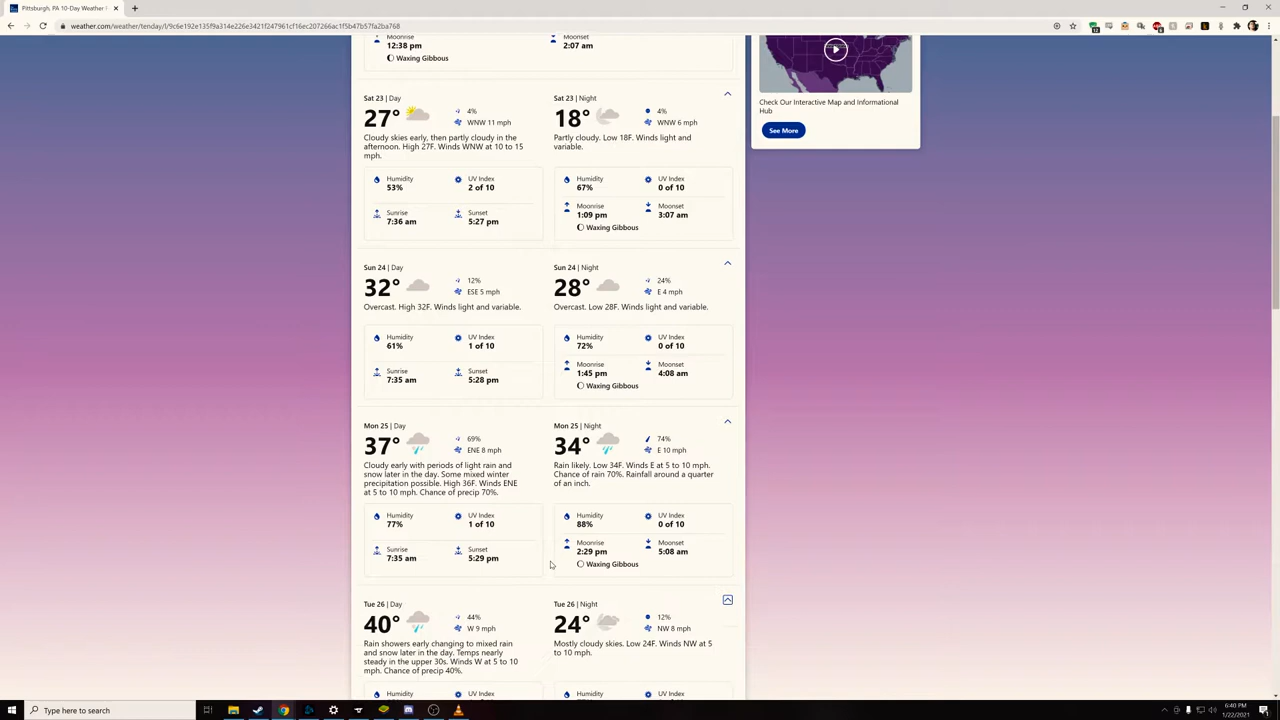 Pittsburgh, PA 10-Day Weather
weather.com/weather/tenday/l/9c6e192e135f9a314e226e3421f247961cf16ec207266ac1f5b47b57fa2ba768
Moonrise
12:38 pm
Moonset
2:07 am
Waxing Gibbous
Check Our Interactive Map and Informational
Hub
See More
Sat 23 | Day
27°
4%
WNW 11 mph
Cloudy skies early, then partly cloudy in the
afternoon. High 27F. Winds WNW at 10 to 15
mph.
Humidity
53%
UV Index
2 of 10
Sunrise
7:36 am
Sunset
5:27 pm
Sat 23 | Night
18°
4%
WNW 6 mph
Partly cloudy. Low 18F. Winds light and
variable.
Humidity
67%
UV Index
0 of 10
Moonrise
1:09 pm
Moonset
3:07 am
Waxing Gibbous
Sun 24 | Day
32°
12%
ESE 5 mph
Overcast. High 32F. Winds light and variable.
Humidity
61%
UV Index
1 of 10
Sunrise
7:35 am
Sunset
5:28 pm
Sun 24 | Night
28°
24%
E 4 mph
Overcast. Low 28F. Winds light and variable.
Humidity
72%
UV Index
0 of 10
Moonrise
1:45 pm
Moonset
4:08 am
Waxing Gibbous
Mon 25 | Day
37°
69%
ENE 8 mph
Cloudy early with periods of light rain and
snow later in the day. Some mixed winter
precipitation possible. High 36F. Winds ENE
at 5 to 10 mph. Chance of precip 70%.
Humidity
77%
UV Index
1 of 10
Sunrise
7:35 am
Sunset
5:29 pm
Mon 25 | Night
34°
74%
E 10 mph
Rain likely. Low 34F. Winds E at 5 to 10 mph.
Chance of rain 70%. Rainfall around a quarter
of an inch.
Humidity
88%
UV Index
0 of 10
Moonrise
2:29 pm
Moonset
5:08 am
Waxing Gibbous
Tue 26 | Day
40°
44%
W 9 mph
Rain showers early changing to mixed rain
and snow later in the day. Temps nearly
steady in the upper 30s. Winds W at 5 to 10
mph. Chance of precip 40%.
Humidity
UV Index
Tue 26 | Night
24°
12%
NW 8 mph
Mostly cloudy skies. Low 24F. Winds NW at 5
to 10 mph.
Humidity
UV Index
Type here to search
6:40 PM
1/22/2021